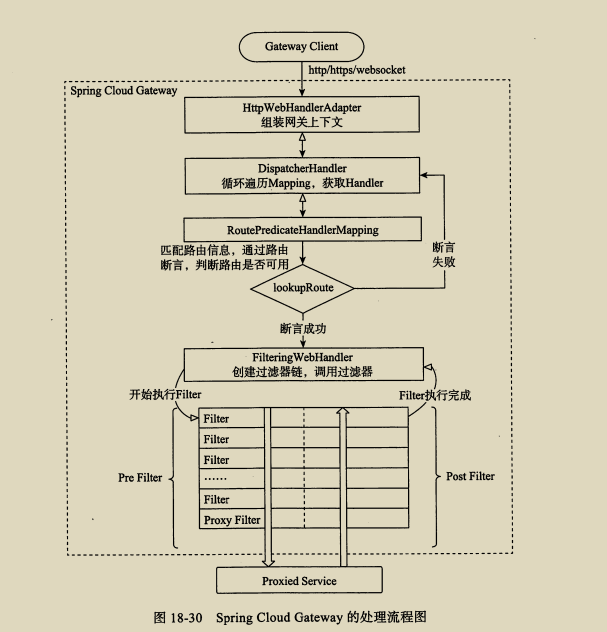 Gateway Client
http/https/websocket
Spring Cloud Gateway
HttpWebHandlerAdapter
组装网关上下文
DispatcherHandler
循环遍历Mapping，获取Handler
RoutePredicateHandlerMapping
匹配路由信息，通过路由
断言，判断路由是否可用
断言
失败
lookupRoute
断言成功
FilteringWebHandler
创建过滤器链，调用过滤器
开始执行Filter
Filter执行完成
Filter
Filter
Filter
……
Filter
Proxy Filter
Pre Filter
Post Filter
Proxied Service
图 18-30 Spring Cloud Gateway 的处理流程图